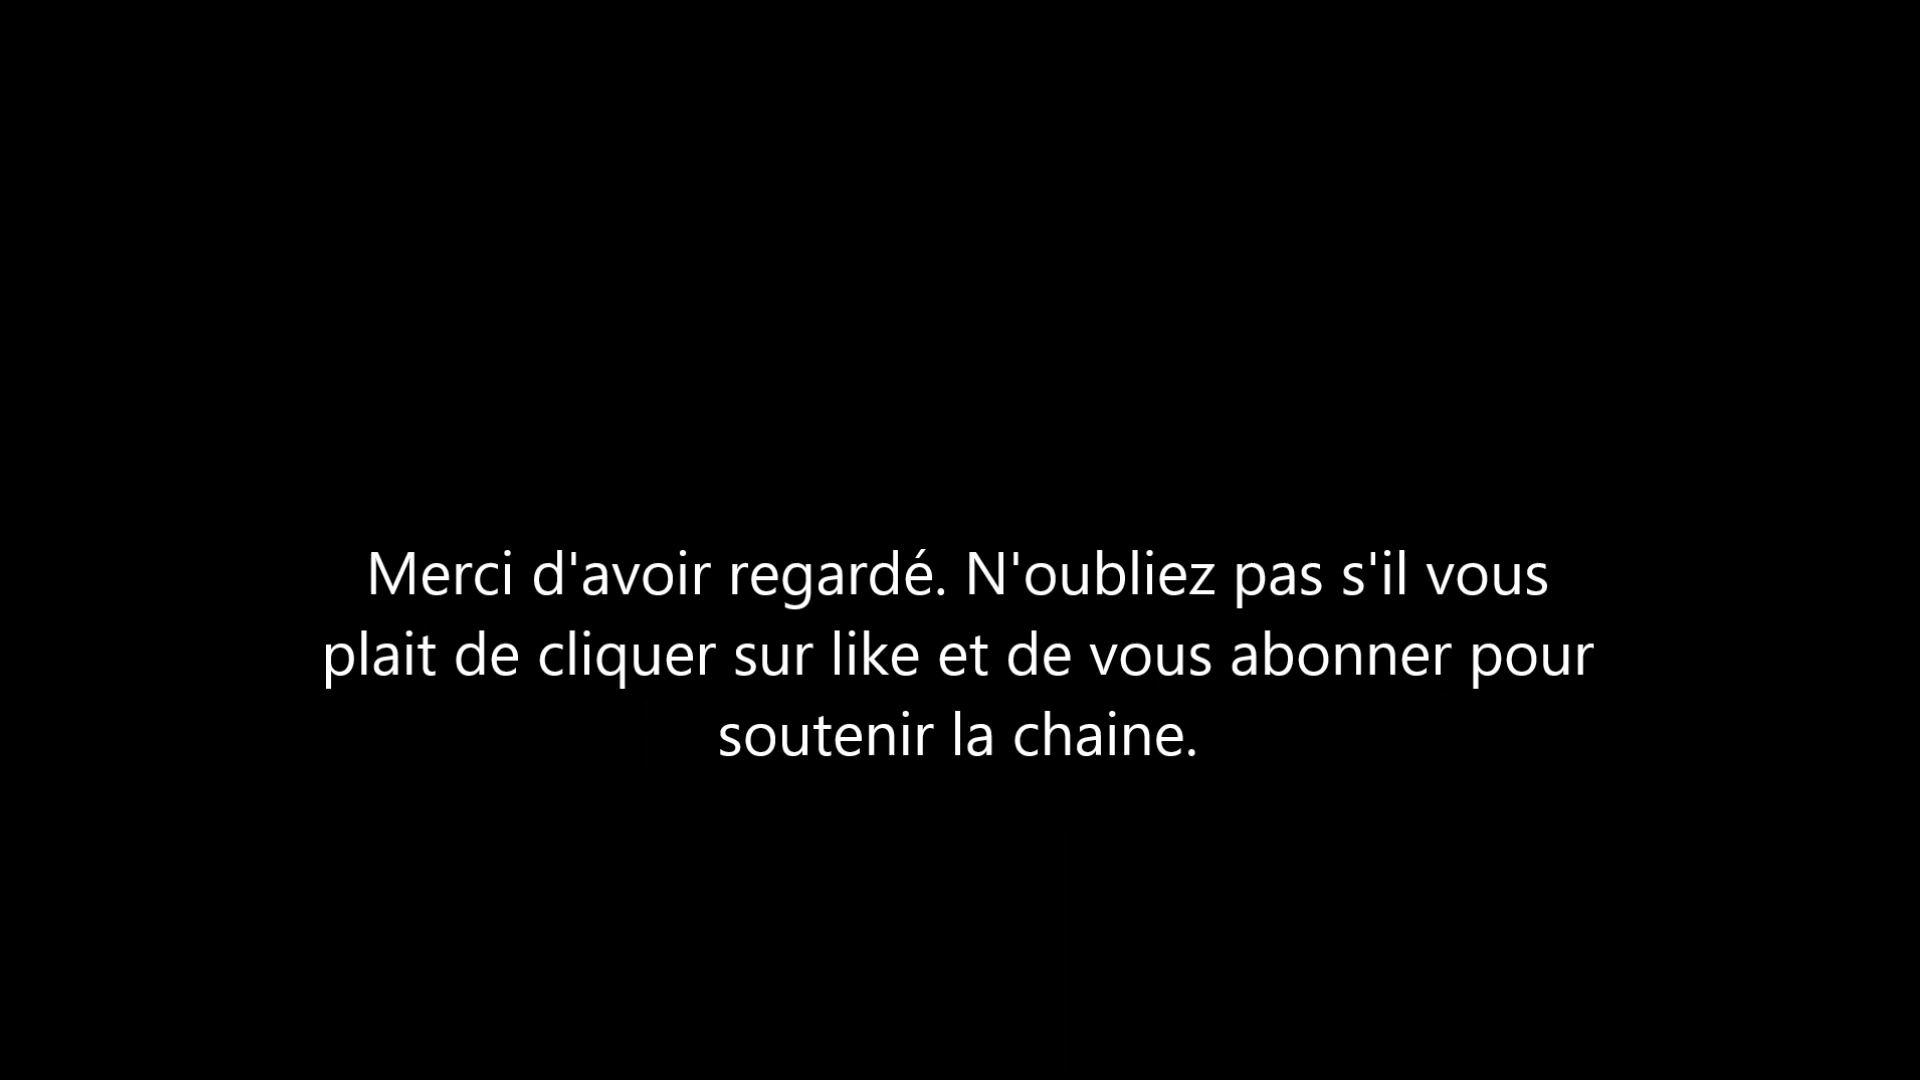 Merci d'avoir regardé. N'oubliez pas s'il vous
plait de cliquer sur like et de vous abonner pour
soutenir la chaine.